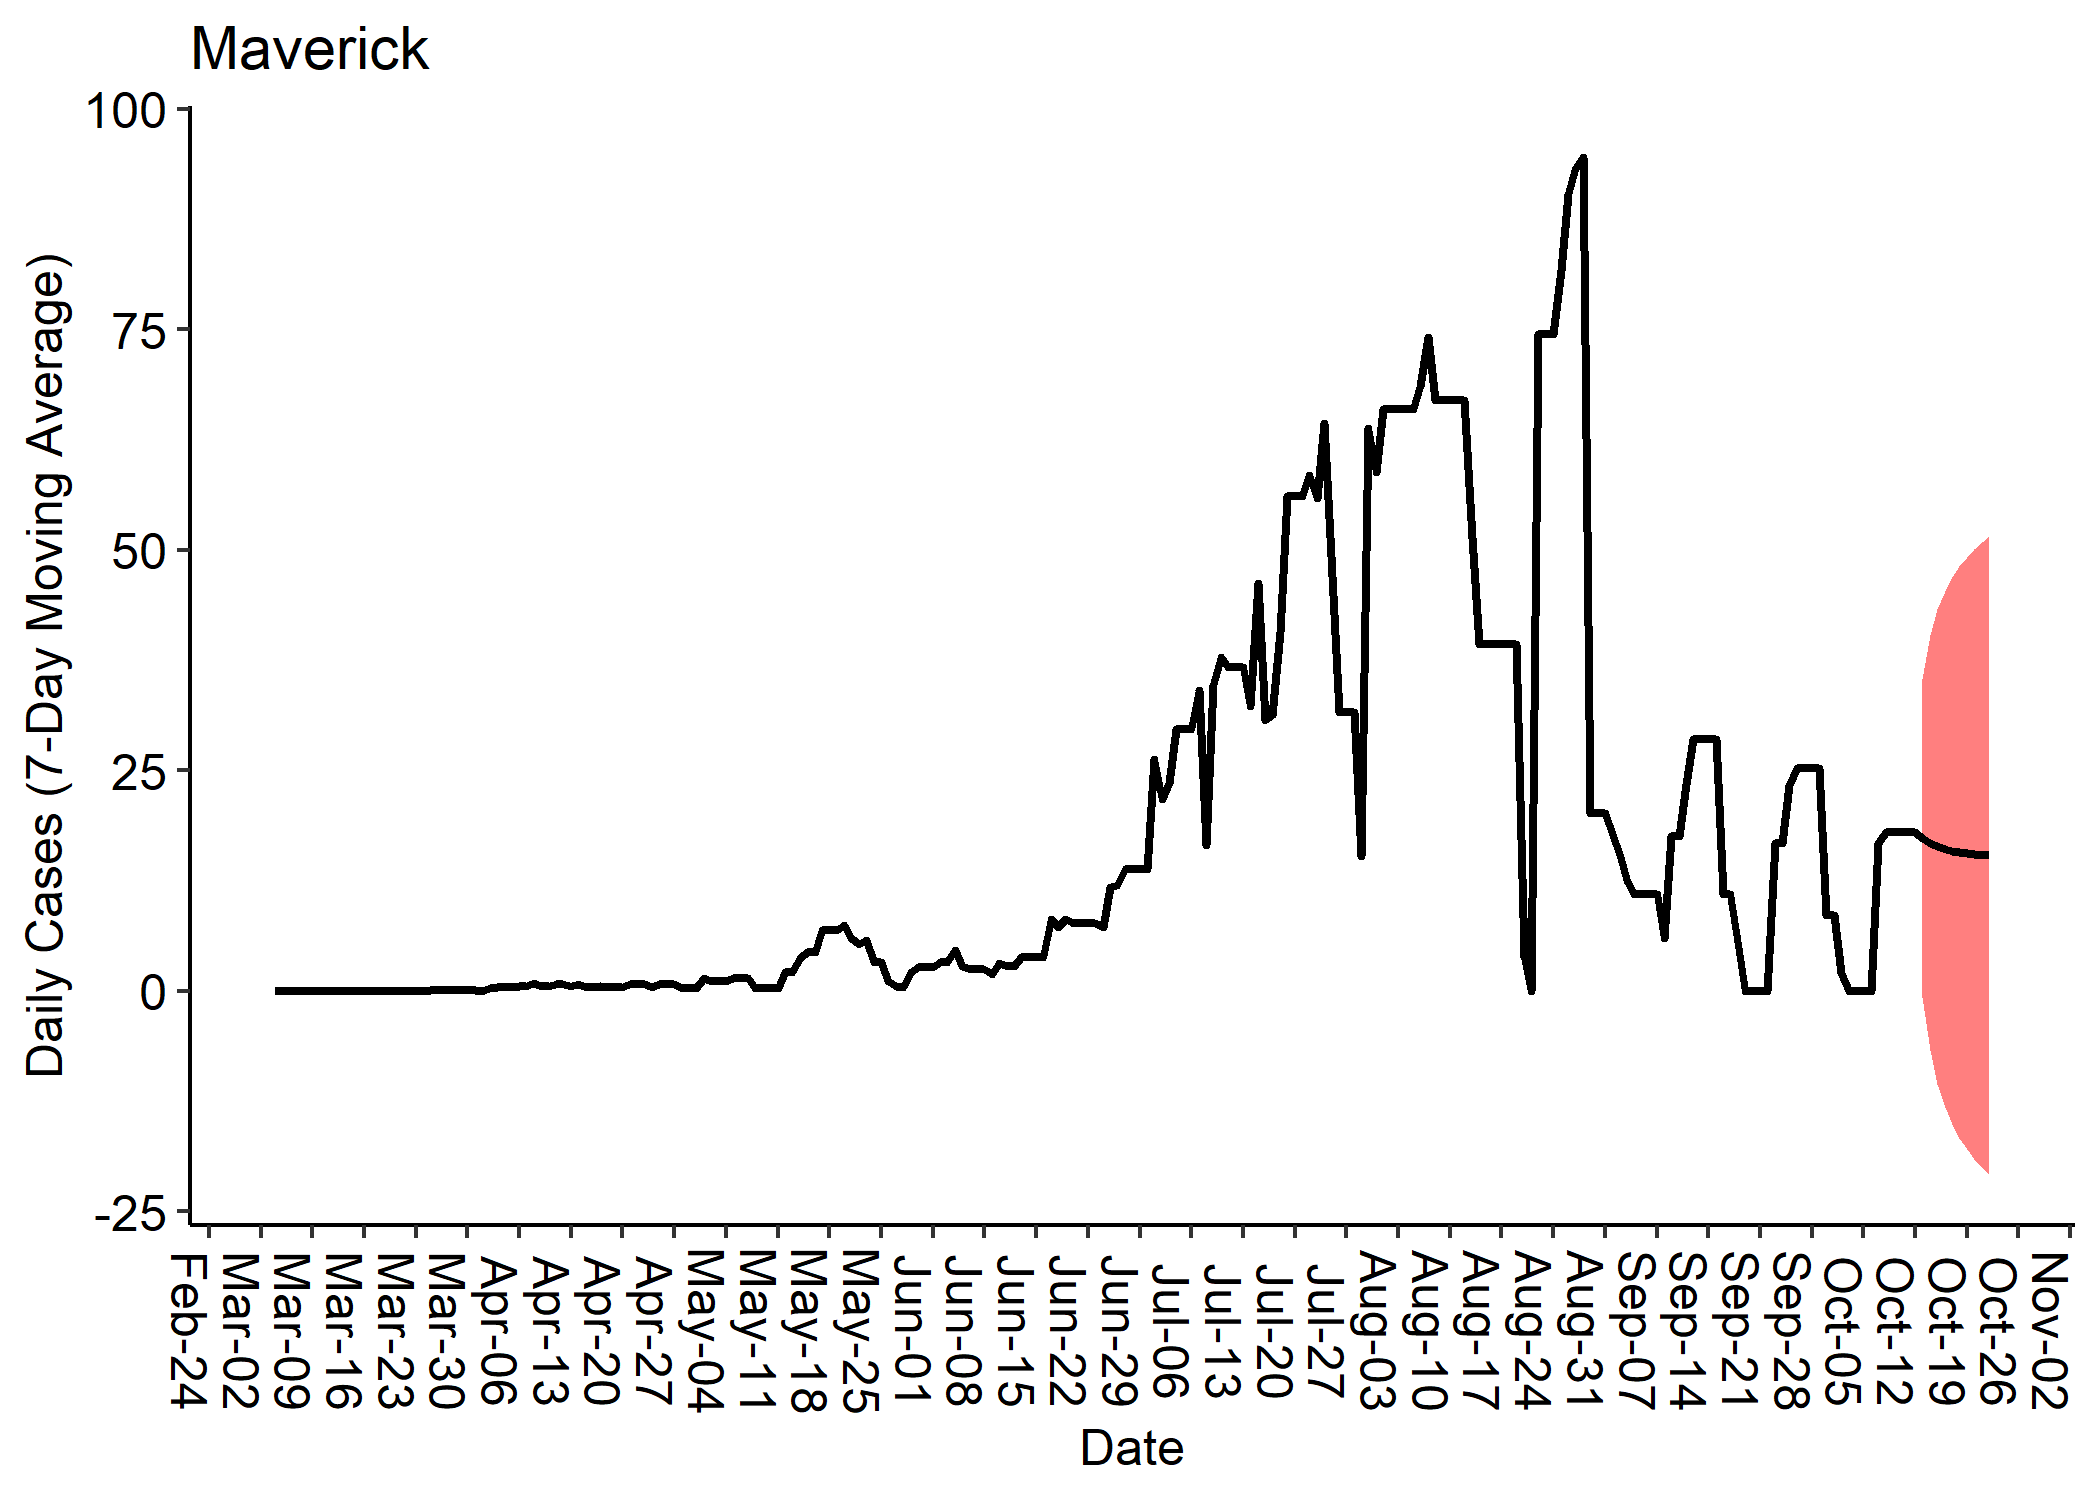 Maverick
Daily Cases (7-Day Moving Average)
100
75
50
25
0
-25
Feb-24
Mar-02
Mar-09
Mar-16
Mar-23
Mar-30
Apr-06
Apr-13
Apr-20
Apr-27
May-04
May-11
May-18
May-25
Jun-01
Jun-08
Jun-15
Jun-22
Jun-29
Jul-06
Jul-13
Jul-20
Jul-27
Aug-03
Aug-10
Aug-17
Aug-24
Aug-31
Sep-07
Sep-14
Sep-21
Sep-28
Oct-05
Oct-12
Oct-19
Oct-26
Nov-02
Date